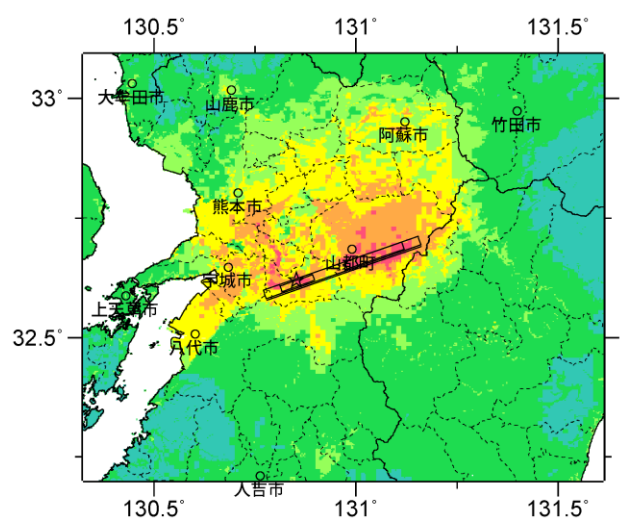 130.5° 131° 131.5°
33°
大牟田市
山鹿市
阿蘇市
竹田市
熊本市
山都町
宇城市
上天草市
32.5°
八代市
人吉市
130.5° 131° 131.5°